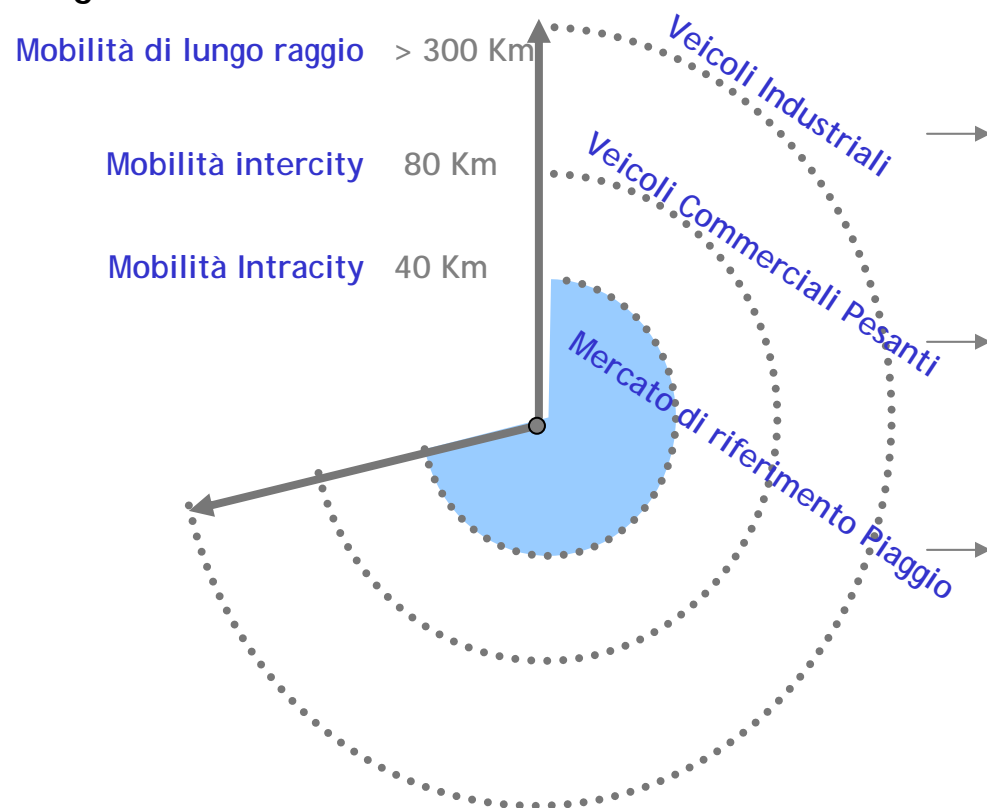 Mobilità di lungo raggio > 300 Km
Mobilità intercity 80 Km
Mobilità Intracity 40 Km
Veicoli Industriali
Veicoli Commerciali Pesanti
Mercato di riferimento Piaggio